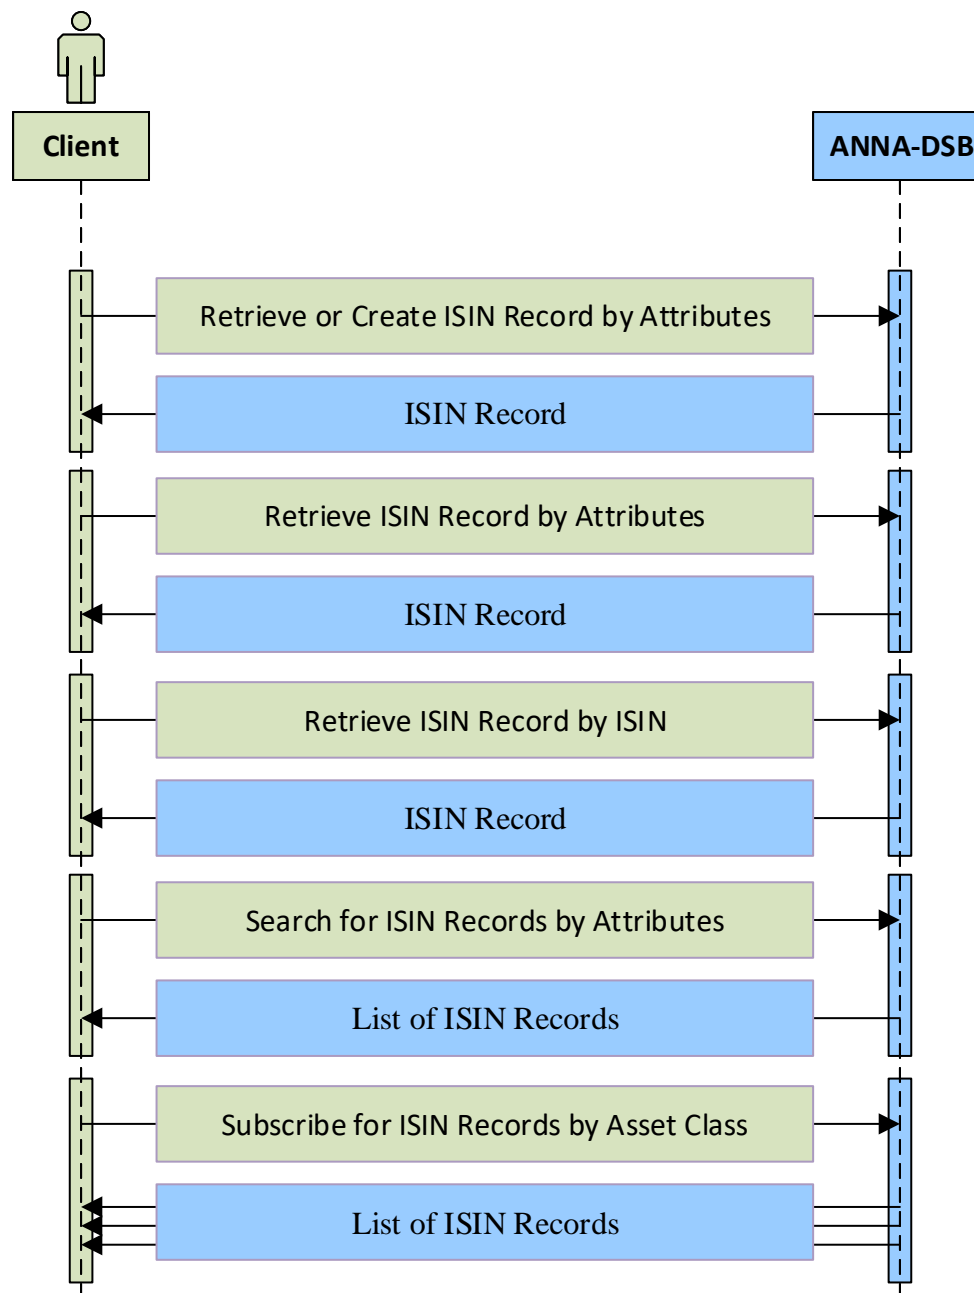 Client
ANNA-DSB
Retrieve or Create ISIN Record by Attributes
ISIN Record
Retrieve ISIN Record by Attributes
ISIN Record
Retrieve ISIN Record by ISIN
ISIN Record
Search for ISIN Records by Attributes
List of ISIN Records
Subscribe for ISIN Records by Asset Class
List of ISIN Records